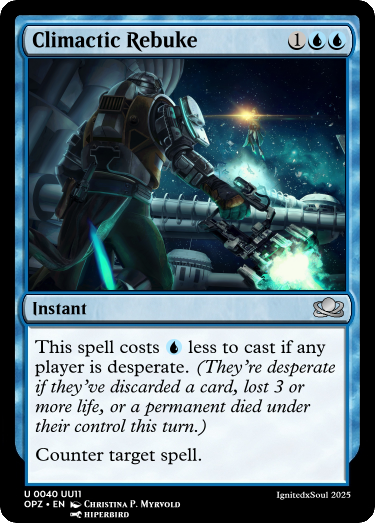 Climactic Rebuke 1
Instant
This spell costs less to cast if any
player is desperate. (They're desperate
if they've discarded a card, lost 3 or
more life, or a permanent died under
their control this turn.)
Counter target spell.
U 0040 UU11
OPZ • EN CHRISTINA P. MYRVOLD
HIPERBIRD
IgnitedxSoul 2025